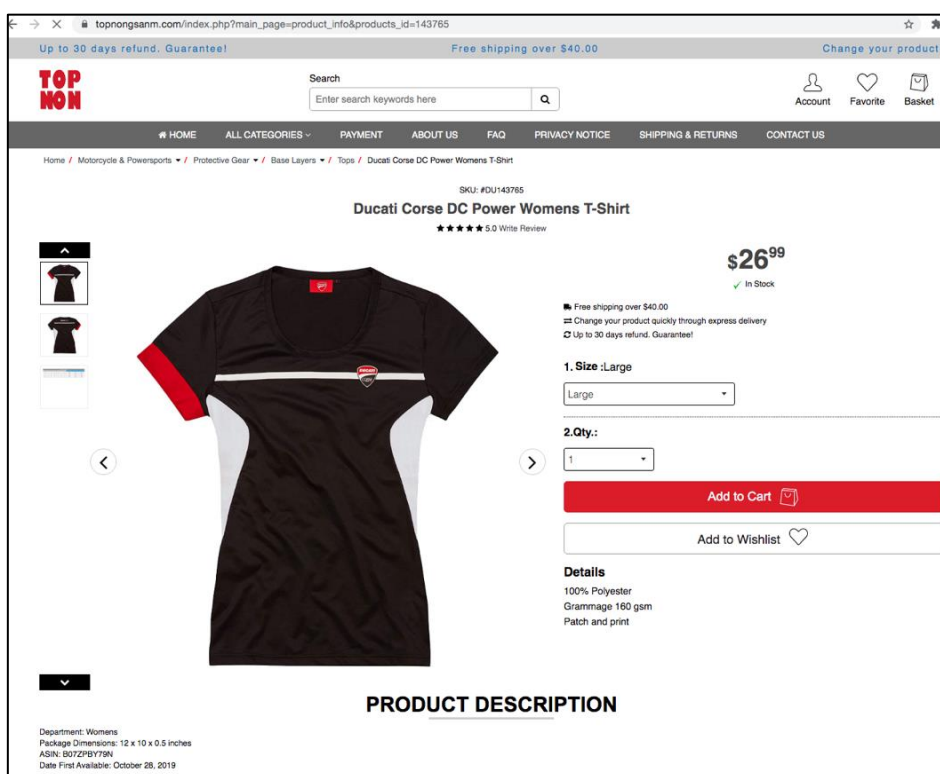 topnongsanm.com/index.php?main_page=product_info&products_id=143765
Up to 30 days refund. Guarantee! Free shipping over $40.00 Change your product
TOP
NON
Search
Enter search keywords here
Account Favorite Basket
HOME ALL CATEGORIES PAYMENT ABOUT US FAQ PRIVACY NOTICE SHIPPING & RETURNS CONTACT US
Home / Motorcycle & Powersports / Protective Gear / Base Layers / Tops / Ducati Corse DC Power Womens T-Shirt
SKU: #DU143765
Ducati Corse DC Power Womens T-Shirt
★★★★★ 5.0 Write Review
$26.99
In Stock
Free shipping over $40.00
Change your product quickly through express delivery
Up to 30 days refund. Guarantee!
1. Size :Large
Large
2.Qty.:
1
Add to Cart
Add to Wishlist
Details
100% Polyester
Grammage 160 gsm
Patch and print
DUCATI
PRODUCT DESCRIPTION
Department: Womens
Package Dimensions: 12 x 10 x 0.5 inches
ASIN: B07ZPBY79N
Date First Available: October 28, 2019